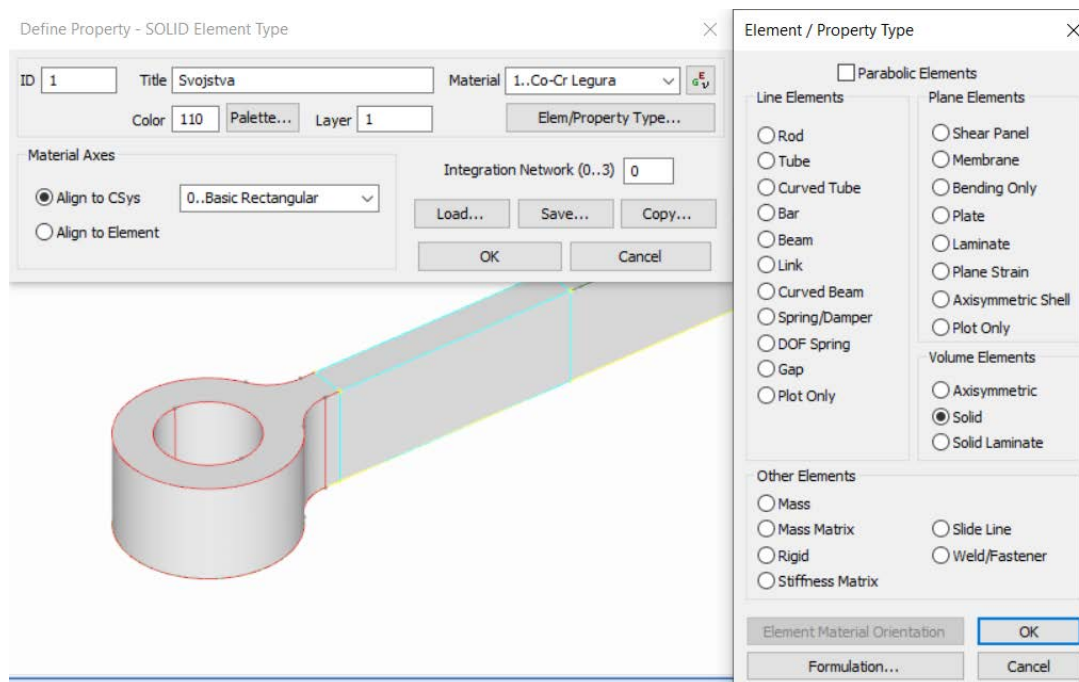 Define Property - SOLID Element Type
ID 1 Title Svojstva Material 1..Co-Cr Legura
Color 110 Palette... Layer 1 Elem/Property Type...
Material Axes
Align to CSys 0..Basic Rectangular
Align to Element
Integration Network (0..3) 0
Load... Save... Copy...
OK Cancel
Element / Property Type
Parabolic Elements
Line Elements
Rod
Tube
Curved Tube
Bar
Beam
Link
Curved Beam
Spring/Damper
DOF Spring
Gap
Plot Only
Plane Elements
Shear Panel
Membrane
Bending Only
Plate
Laminate
Plane Strain
Axisymmetric Shell
Plot Only
Volume Elements
Axisymmetric
Solid
Solid Laminate
Other Elements
Mass
Mass Matrix
Rigid
Stiffness Matrix
Slide Line
Weld/Fastener
Element Material Orientation OK
Formulation... Cancel